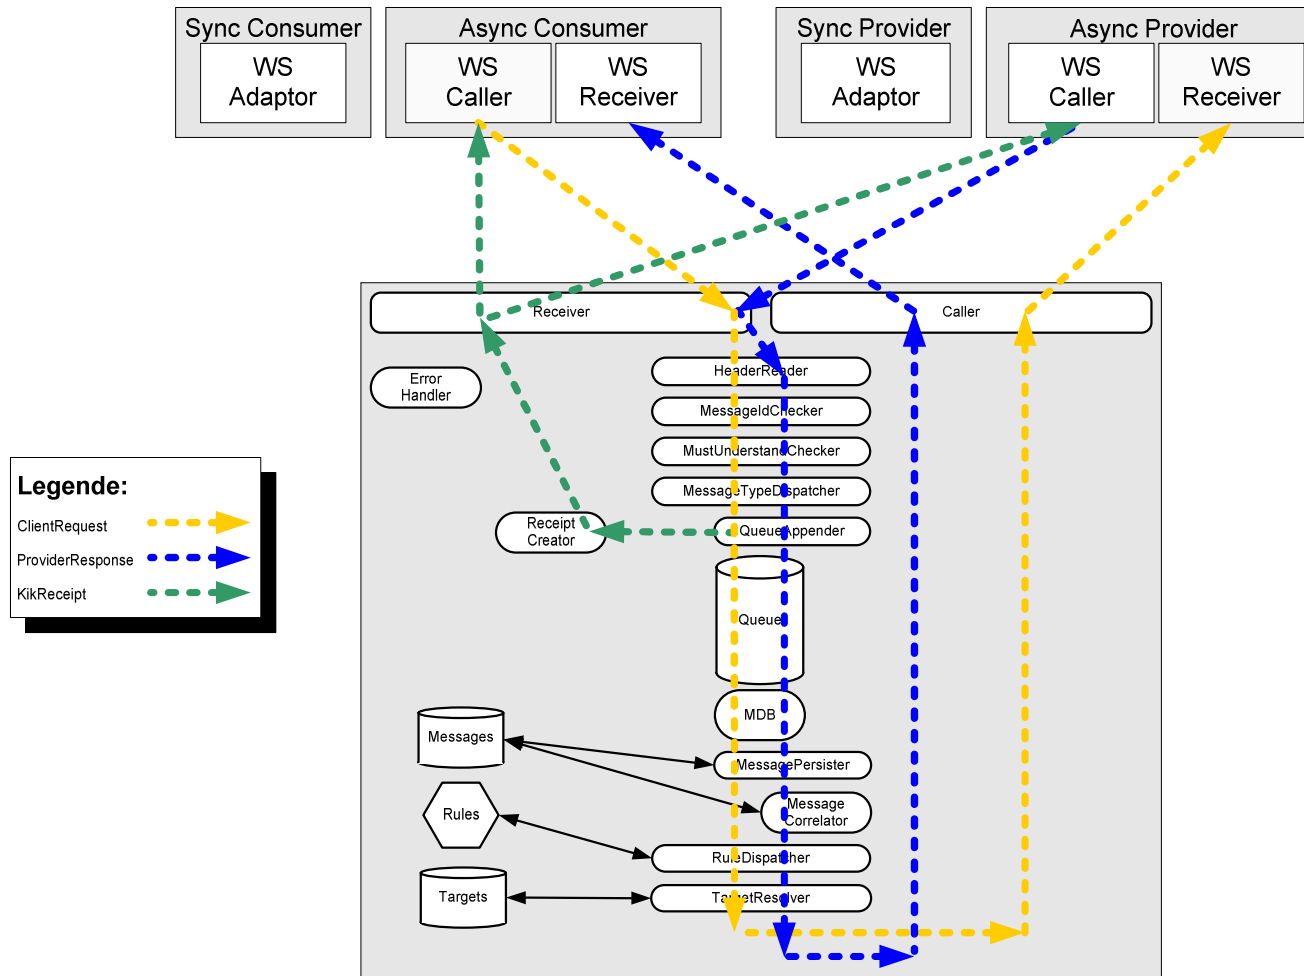 Sync Consumer
WS
Adaptor
Async Consumer
WS
Caller
WS
Receiver
Sync Provider
WS
Adaptor
Async Provider
WS
Caller
WS
Receiver
Receiver
Caller
Error
Handler
HeaderReader
MessageIdChecker
MustUnderstandChecker
MessageTypeDispatcher
Receipt
Creator
QueueAppender
Queue
MDB
Messages
MessagePersister
Message
Correlator
Rules
RuleDispatcher
Targets
TargetResolver
Legende:
ClientRequest
ProviderResponse
KikReceipt